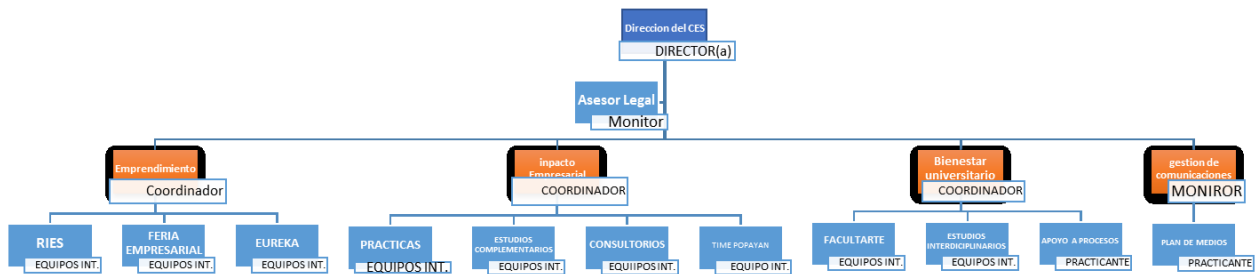 Direccion del CES
DIRECTOR(a)
Asesor Legal
Monitor
Emprendimiento
Coordinador
inpacto
Empresarial
COORDINADOR
Bienestar
universitario
COORDINADOR
gestion de
comunicaciones
MONIROR
RIES
EQUIPOS INT.
FERIA
EMPRESARIAL
EQUIPOS INT.
EUREKA
EQUIPOS INT.
PRACTICAS
EQUIPOS INT.
ESTUDIOS
COMPLEMENTARIOS
EQUIPOS INT.
CONSULTORIOS
EQUIPOS INT.
TIME POPAYAN
EQUIPO INT.
FACULTARTE
EQUIPOS INT.
ESTUDIOS
INTERDICIPLINARIOS
EQUIPOS INT.
APOYO A PROCESOS
PRACTICANTE
PLAN DE MEDIOS
PRACTICANTE